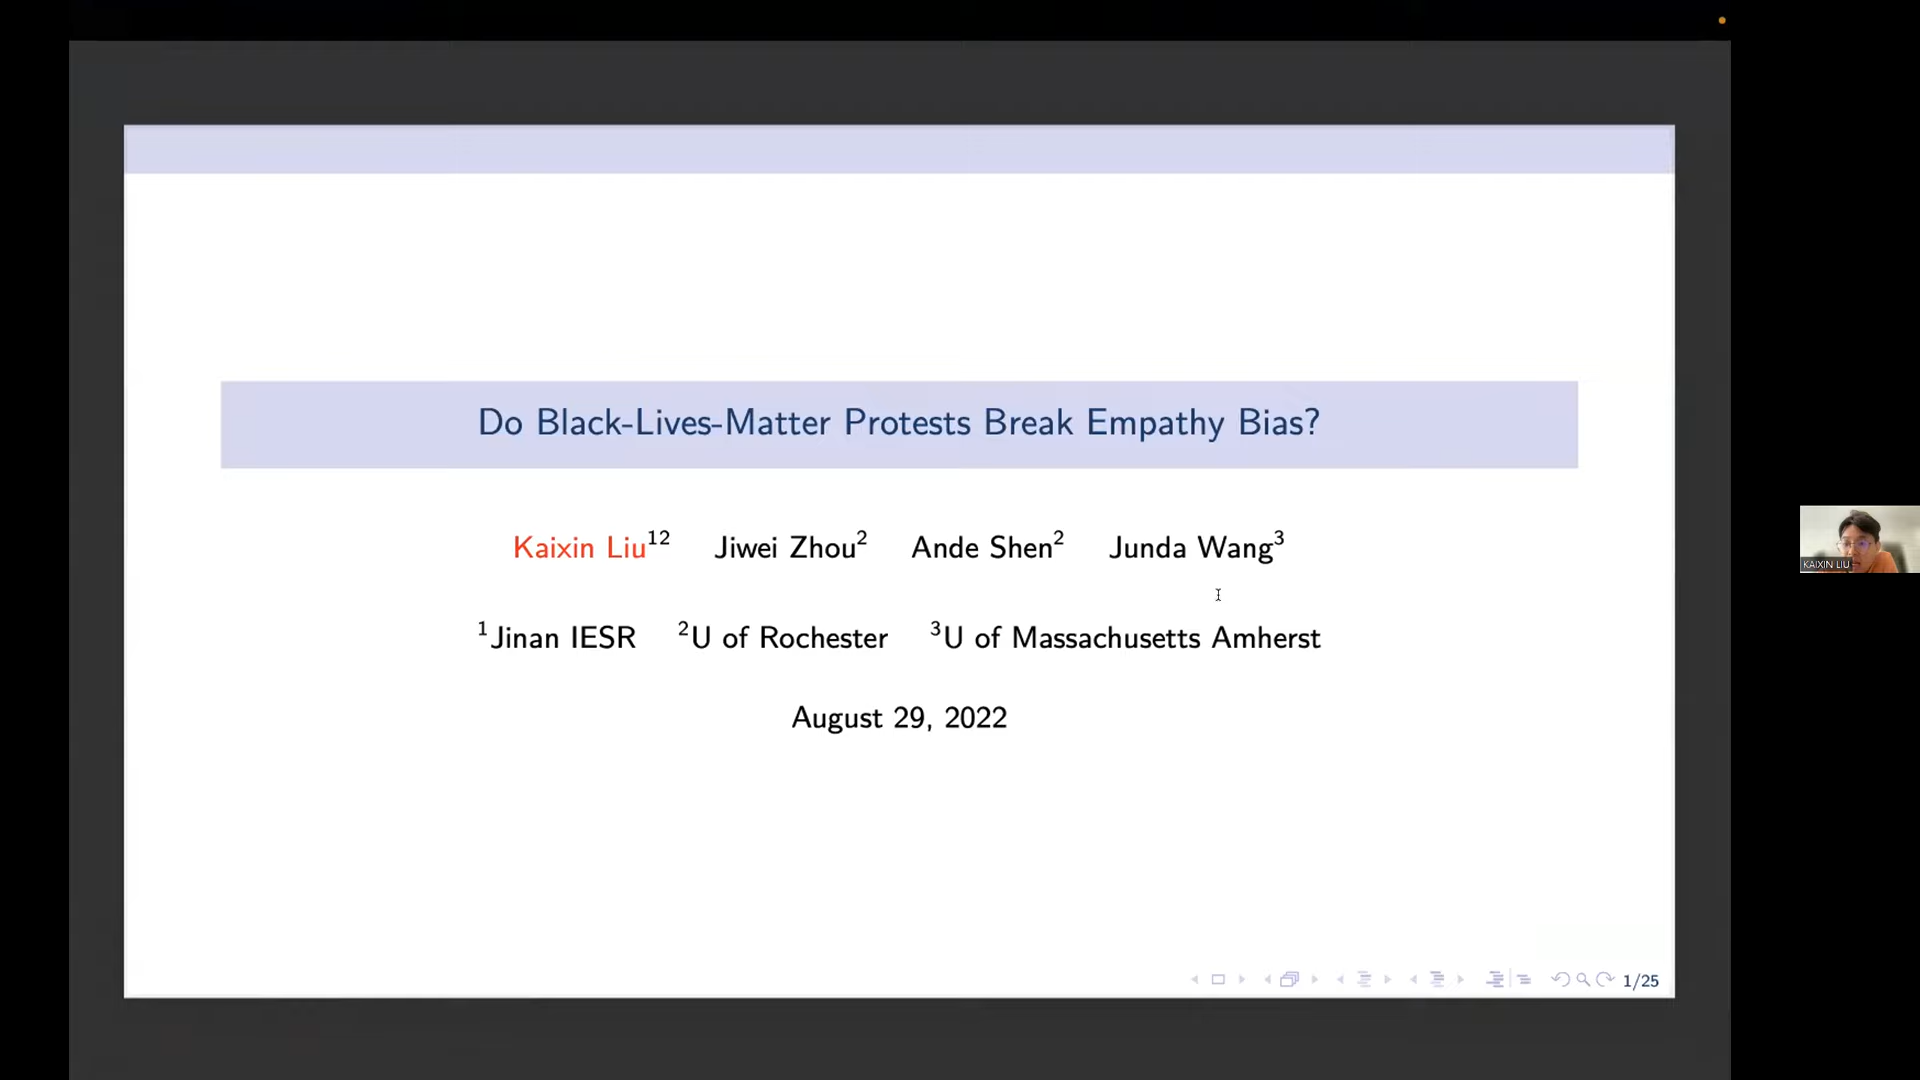 Do Black-Lives-Matter Protests Break Empathy Bias?
Kaixin Liu¹² Jiwei Zhou² Ande Shen² Junda Wang³
¹Jinan IESR ²U of Rochester ³U of Massachusetts Amherst
August 29, 2022
KAIXIN LIU
1/25